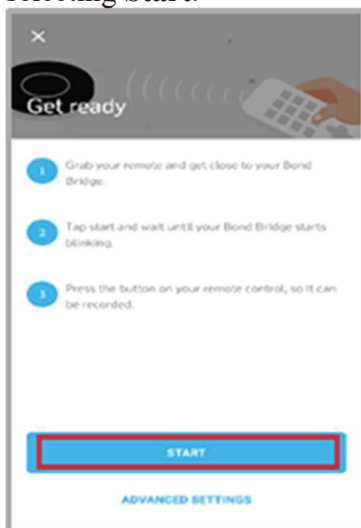 selecting Start.
×
Get ready
1 Grab your remote and get close to your Bond
Bridge.
2 Tap start and wait until your Bond Bridge starts
blinking.
3 Press the button on your remote control, so it can
be recorded.
START
ADVANCED SETTINGS